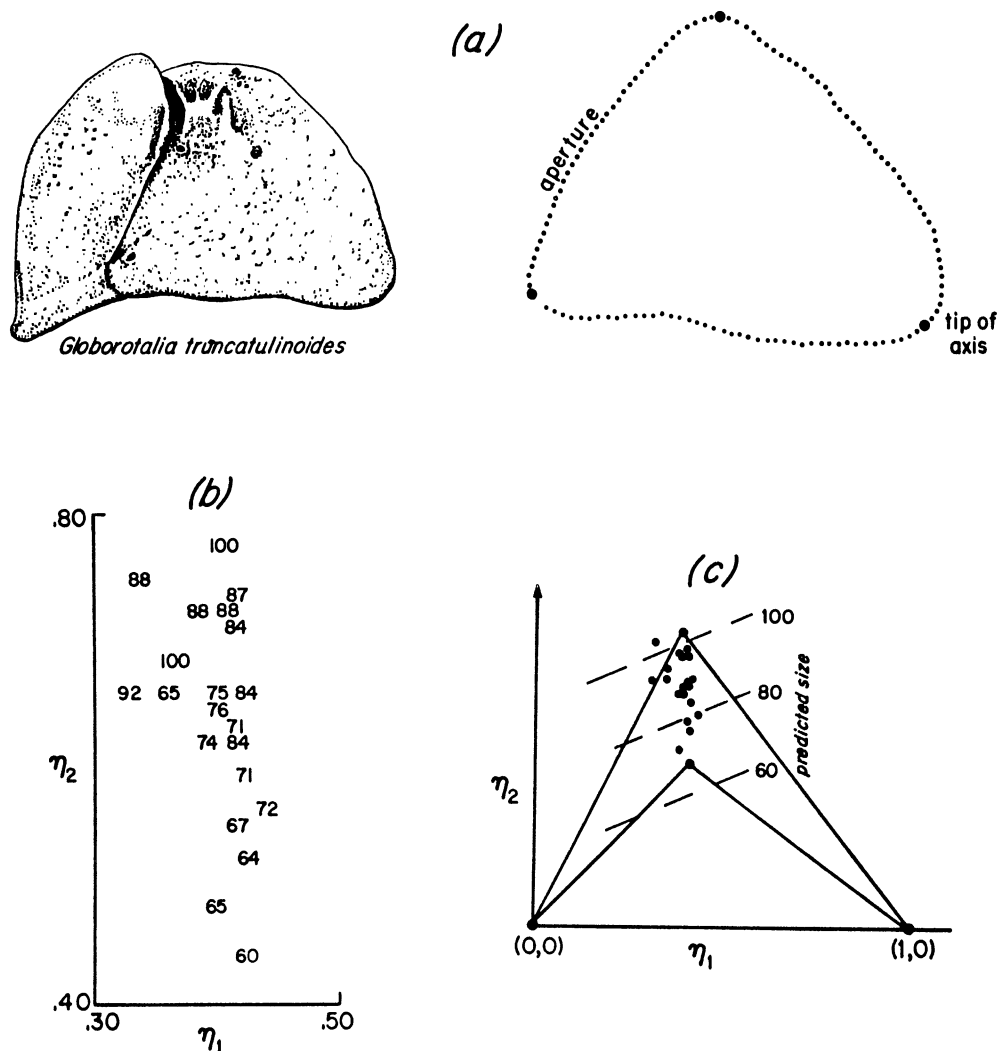 (a)
aperture
Globorotalia truncatulinoides
tip of
axis
(b)
.80
100
88
87
88 88
84
100
92 65 75 84
76
71
74 84
η2
71
72
67
64
65
60
.40
.30
.50
η1
(c)
100
80
predicted size
60
η2
(0,0)
η1
(1,0)